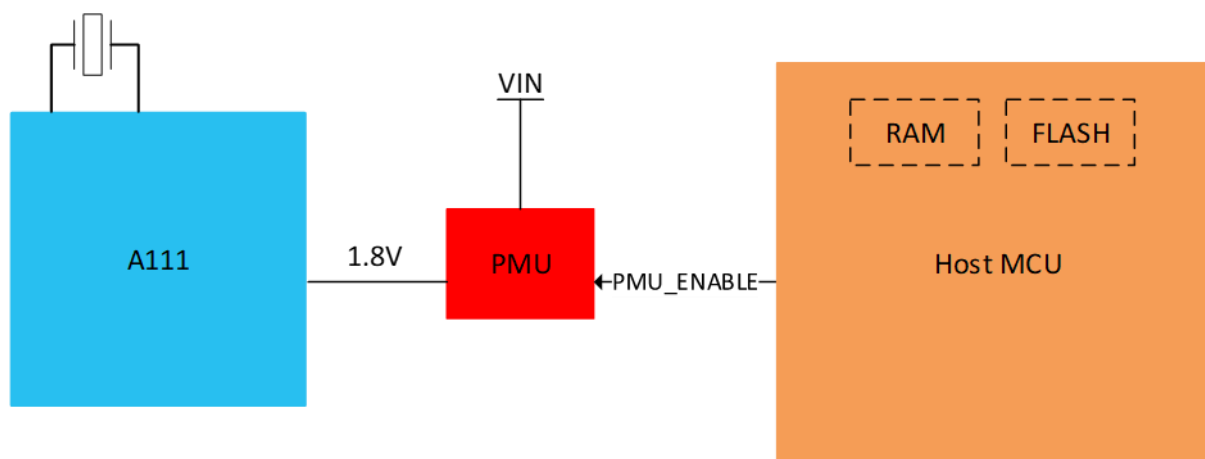 VIN
RAM
FLASH
A111
1.8V
PMU
PMU_ENABLE
Host MCU